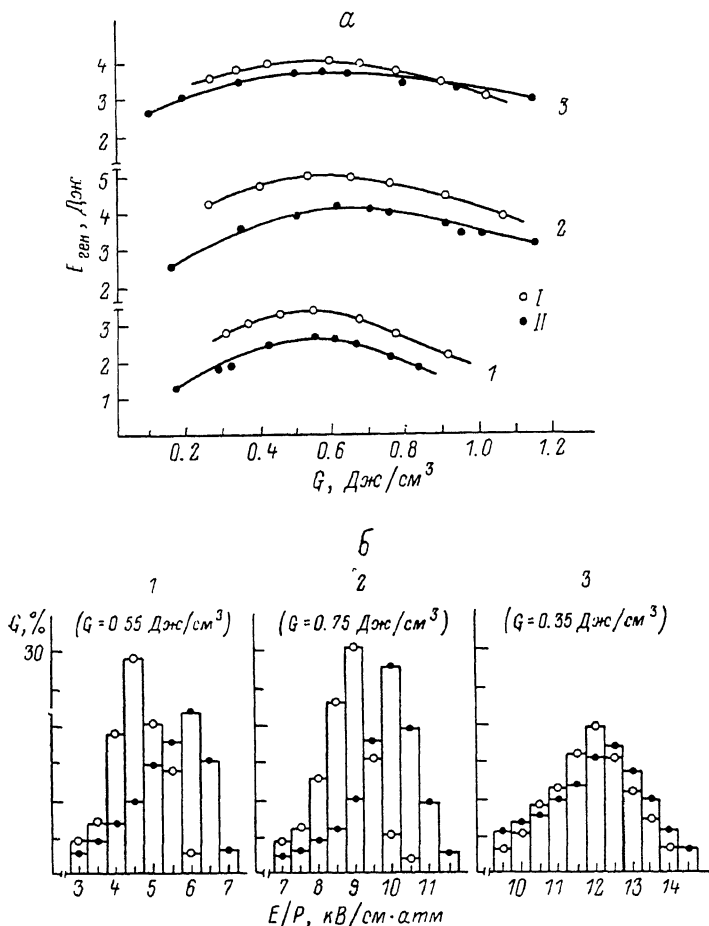 а
4
3
2
3
5
4
3
2
2
3
2
1
1
E ген, Дж
I
II
0.2 0.4 0.6 0.8 1.0 1.2
G, Дж/см³
б
1 2 3
G,% (G=0.55 Дж/см³) (G=0.75 Дж/см³) (G=0.35 Дж/см³)
30
3 4 5 6 7 7 8 9 10 11 10 11 12 13 14
E/P, кВ/см·атм